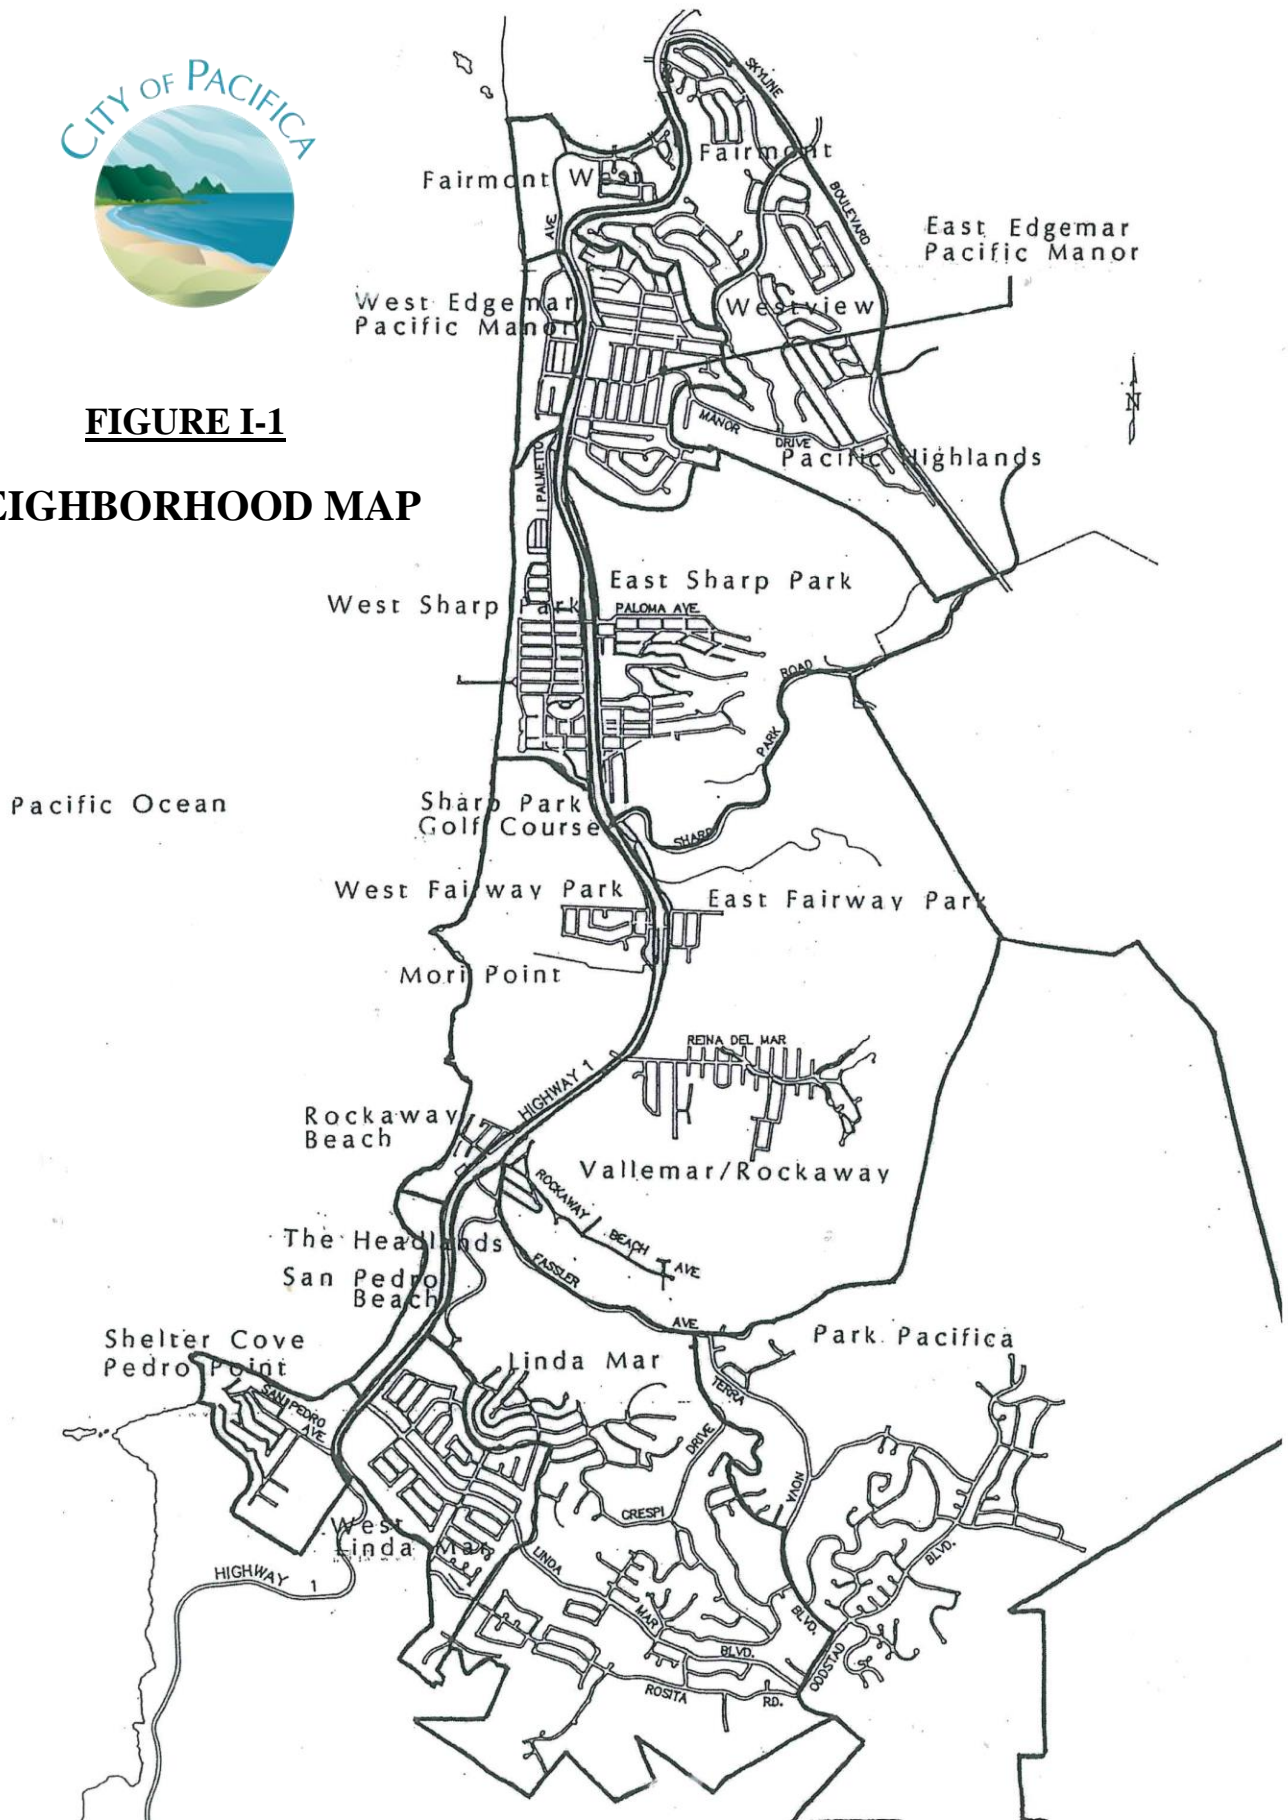 CITY OF PACIFICA
SKYLINE
BOULEVARD
Fairmont
Fairmont West
AVE
East Edgemar
Pacific Manor
West Edgemar
Pacific Manor
Westview
N
FIGURE I-1
MANOR
DRIVE
Pacific Highlands
PALMETTO
EIGHBORHOOD MAP
East Sharp Park
West Sharp Park
PALOMA AVE.
ROAD
PARK
SHARP
Pacific Ocean
Sharp Park
Golf Course
West Fairway Park
East Fairway Park
Mori Point
REINA DEL MAR
HIGHWAY 1
Rockaway
Beach
Vallemar/Rockaway
ROCKAWAY
BEACH
AVE
The Headlands
FASSLER
AVE.
San Pedro
Beach
Shelter Cove
Pedro Point
Linda Mar
Park Pacifica
SAN PEDRO
AVE
TERRA
NOVA
BLVD.
CRESPI
DRIVE
West
Linda Mar
HIGHWAY 1
LINDA
MAR
BLVD.
ODDSTAD
BLVD.
ROSITA
RD.